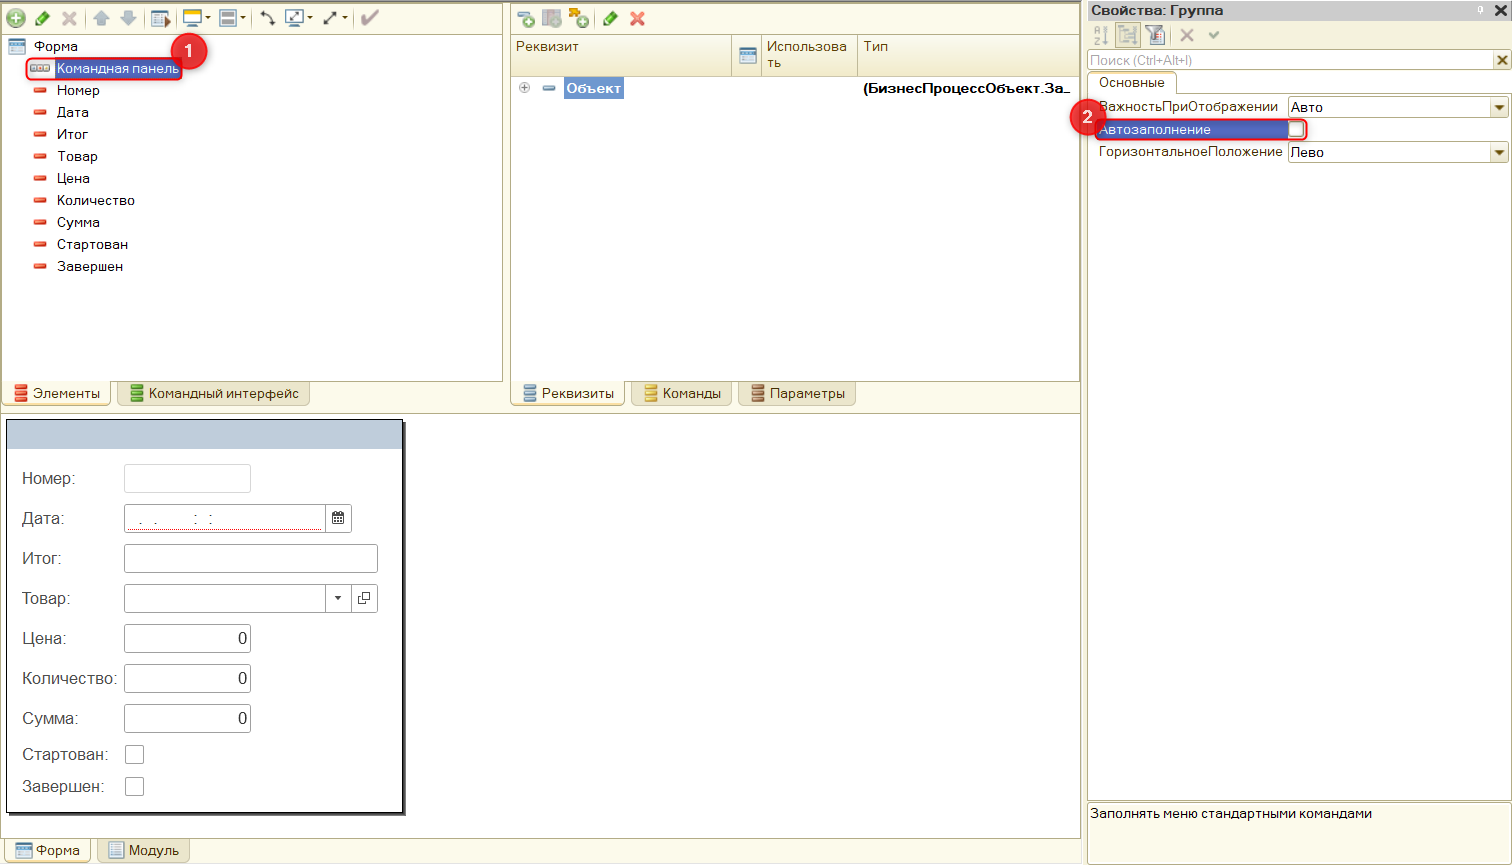 Форма
1
Командная панель
Номер
Дата
Итог
Товар
Цена
Количество
Сумма
Стартован
Завершен
Элементы
Командный интерфейс
Реквизит
Использова
ть
Тип
Объект
(БизнесПроцессОбъект.За...
Реквизиты
Команды
Параметры
Номер:
Дата:
. . : :
Итог:
Товар:
Цена:
0
Количество:
0
Сумма:
0
Стартован:
Завершен:
Форма
Модуль
Свойства: Группа
Поиск (Ctrl+Alt+I)
Основные
ВажностьПриОтображении
Авто
2
Автозаполнение
ГоризонтальноеПоложение
Лево
Заполнять меню стандартными командами